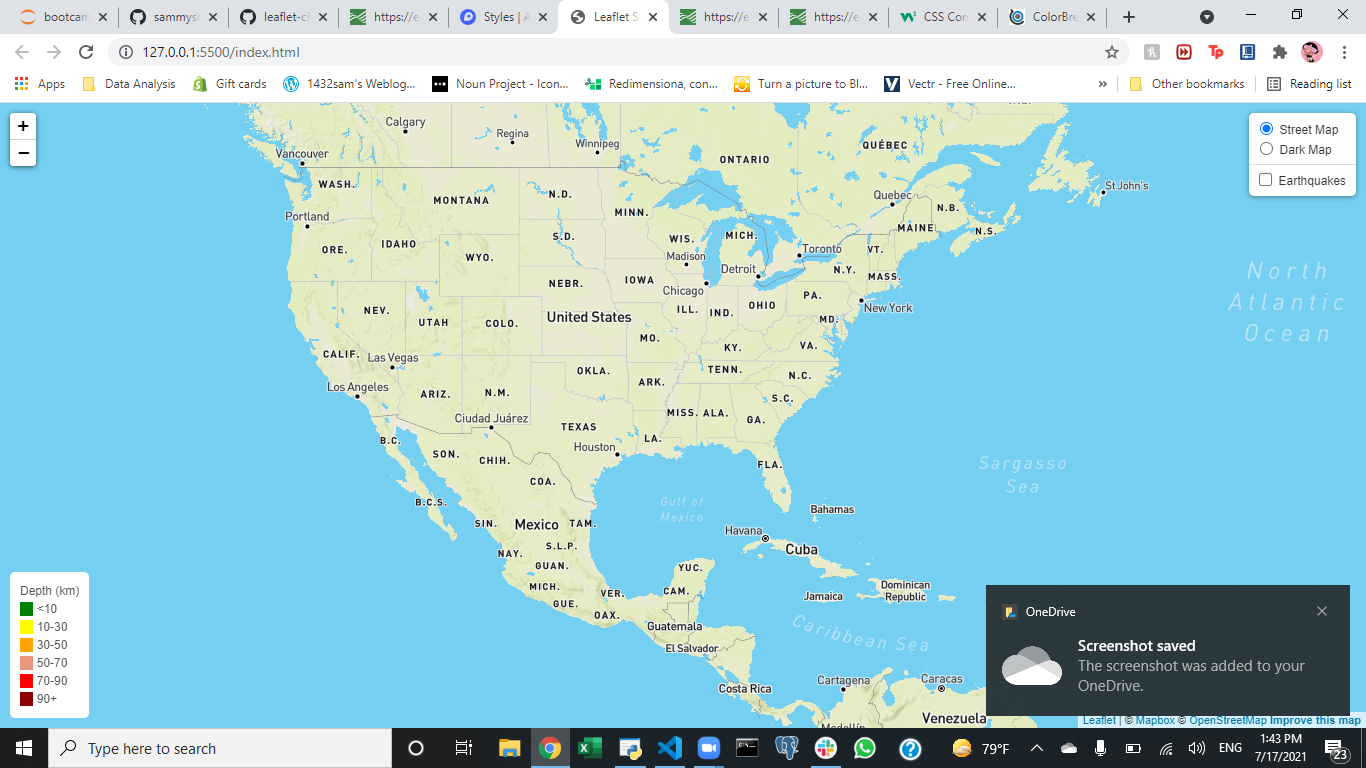 bootcam
sammys
leaflet-cl
https://e
Styles | A
Leaflet S
https://e
https://e
CSS Con
ColorBre
127.0.0.1:5500/index.html
Apps
Data Analysis
Gift cards
1432sam's Weblog...
Noun Project - Icon...
Redimensiona, con...
Turn a picture to Bl...
Vectr - Free Online...
»
Other bookmarks
Reading list
+
−
Street Map
Dark Map
Earthquakes
Calgary
Regina
Winnipeg
Vancouver
ONTARIO
QUÉBEC
WASH.
MONTANA
N.D.
MINN.
Quebec
St John's
N.B.
Portland
MAINE
N.S.
ORE.
IDAHO
S.D.
WIS.
MICH.
Toronto
VT.
WYO.
Madison
Detroit
N.Y.
MASS.
NEBR.
IOWA
Chicago
North
Atlantic
Ocean
PA.
NEV.
UTAH
COLO.
United States
ILL.
IND.
OHIO
New York
MD.
MO.
KY.
VA.
CALIF.
Las Vegas
OKLA.
TENN.
N.C.
Los Angeles
ARIZ.
N.M.
ARK.
S.C.
Ciudad Juárez
MISS.
ALA.
GA.
TEXAS
B.C.
Houston
LA.
SON.
CHIH.
FLA.
Sargasso
Sea
COA.
B.C.S.
Gulf of
Mexico
Bahamas
SIN.
Mexico
TAM.
Havana
Cuba
NAY.
S.L.P.
GUAN.
YUC.
MICH.
VER.
CAM.
Jamaica
Dominican
Republic
GUE.
OAX.
Guatemala
Caribbean Sea
El Salvador
Costa Rica
Cartagena
Caracas
Medellín
Venezuela
Depth (km)
<10
10-30
30-50
50-70
70-90
90+
OneDrive
Screenshot saved
The screenshot was added to your
OneDrive.
Leaflet | © Mapbox © OpenStreetMap Improve this map
Type here to search
79°F
ENG
1:43 PM
7/17/2021
23